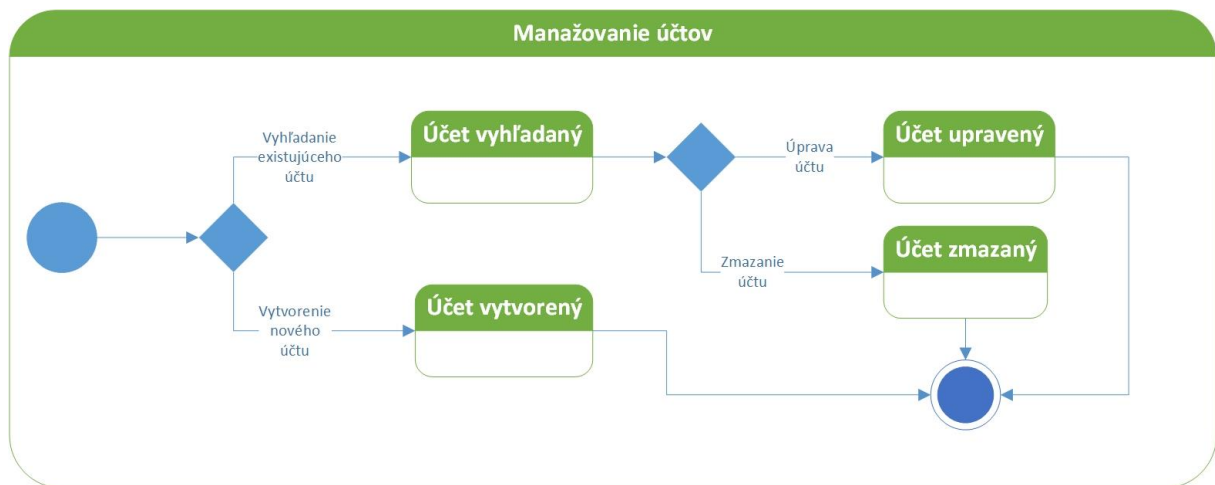 Manažovanie účtov
Vyhľadanie
existujúceho
účtu
Účet vyhľadaný
Úprava
účtu
Účet upravený
Zmazanie
účtu
Účet zmazaný
Vytvorenie
nového
účtu
Účet vytvorený